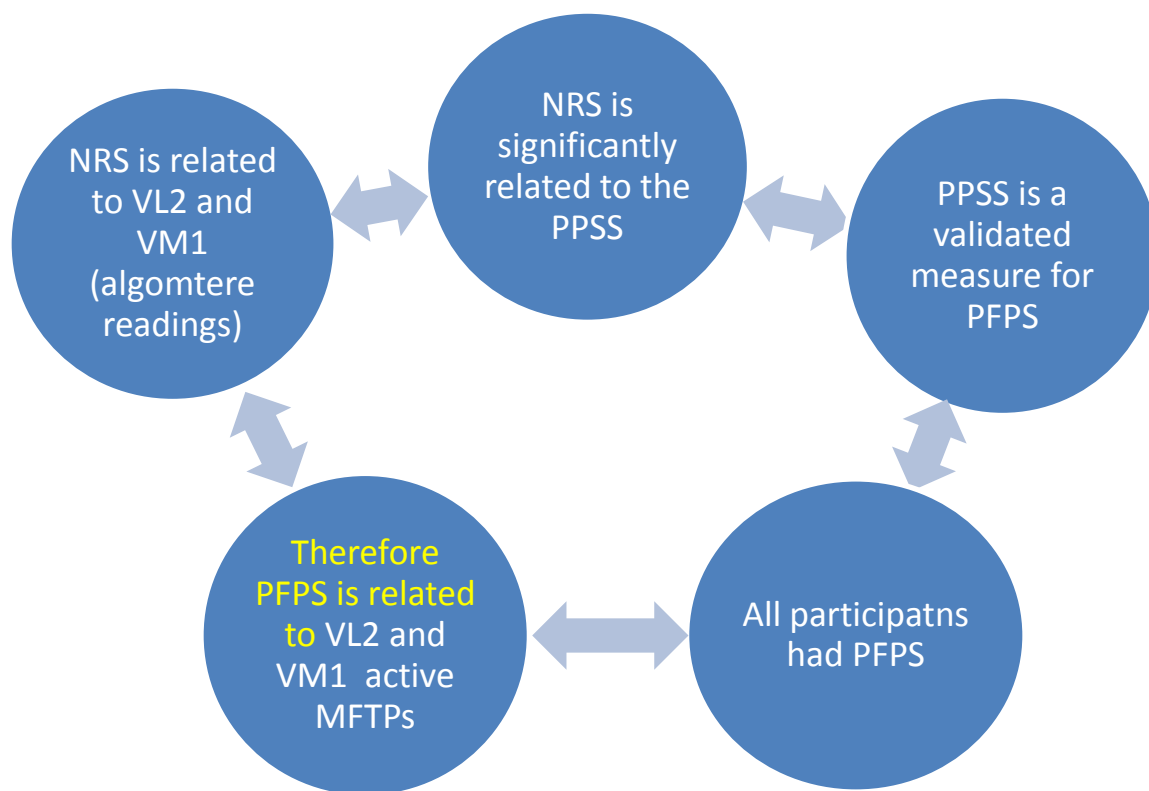 NRS is
significantly
related to the
PPSS
PPSS is a
validated
measure for
PFPS
All participatns
had PFPS
Therefore
PFPS is related
to VL2 and
VM1 active
MFTPs
NRS is related
to VL2 and
VM1
(algomtere
readings)